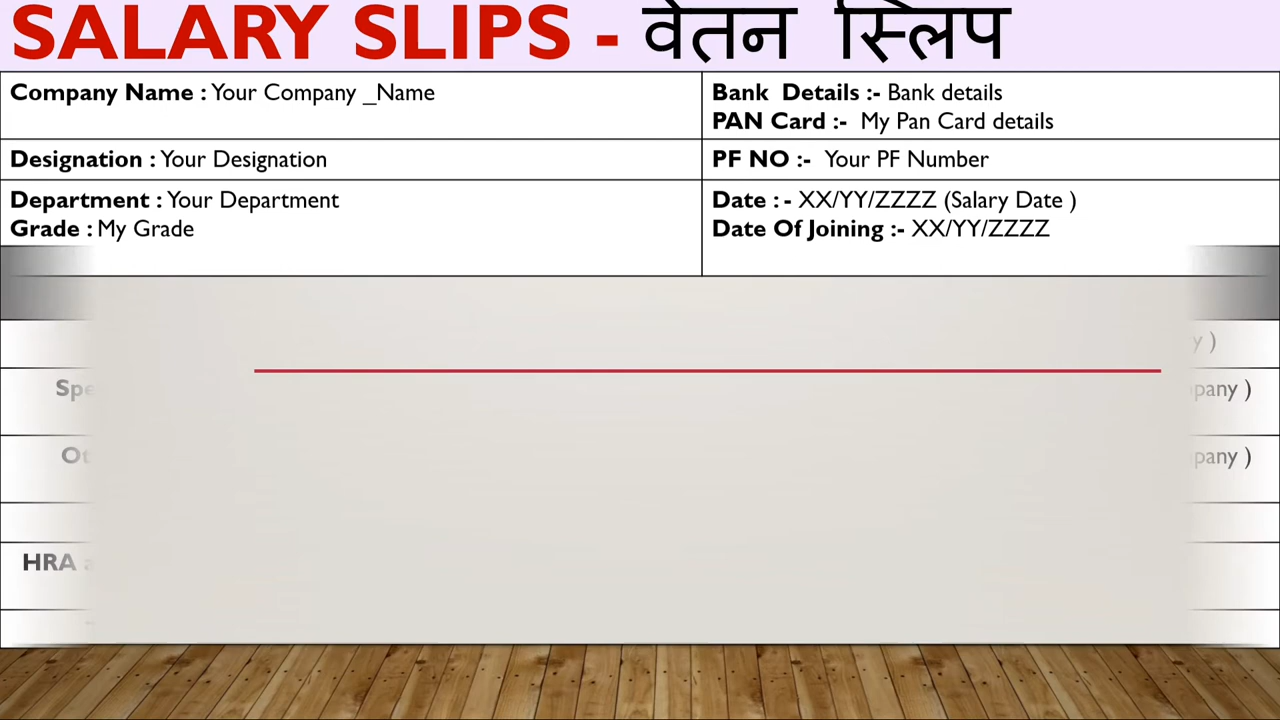 SALARY SLIPS - वेतन स्लिप
Company Name : Your Company _Name
Bank Details :- Bank details
PAN Card :- My Pan Card details
Designation : Your Designation
PF NO :- Your PF Number
Department : Your Department
Grade : My Grade
Date : - XX/YY/ZZZZ (Salary Date )
Date Of Joining :- XX/YY/ZZZZ
HRA